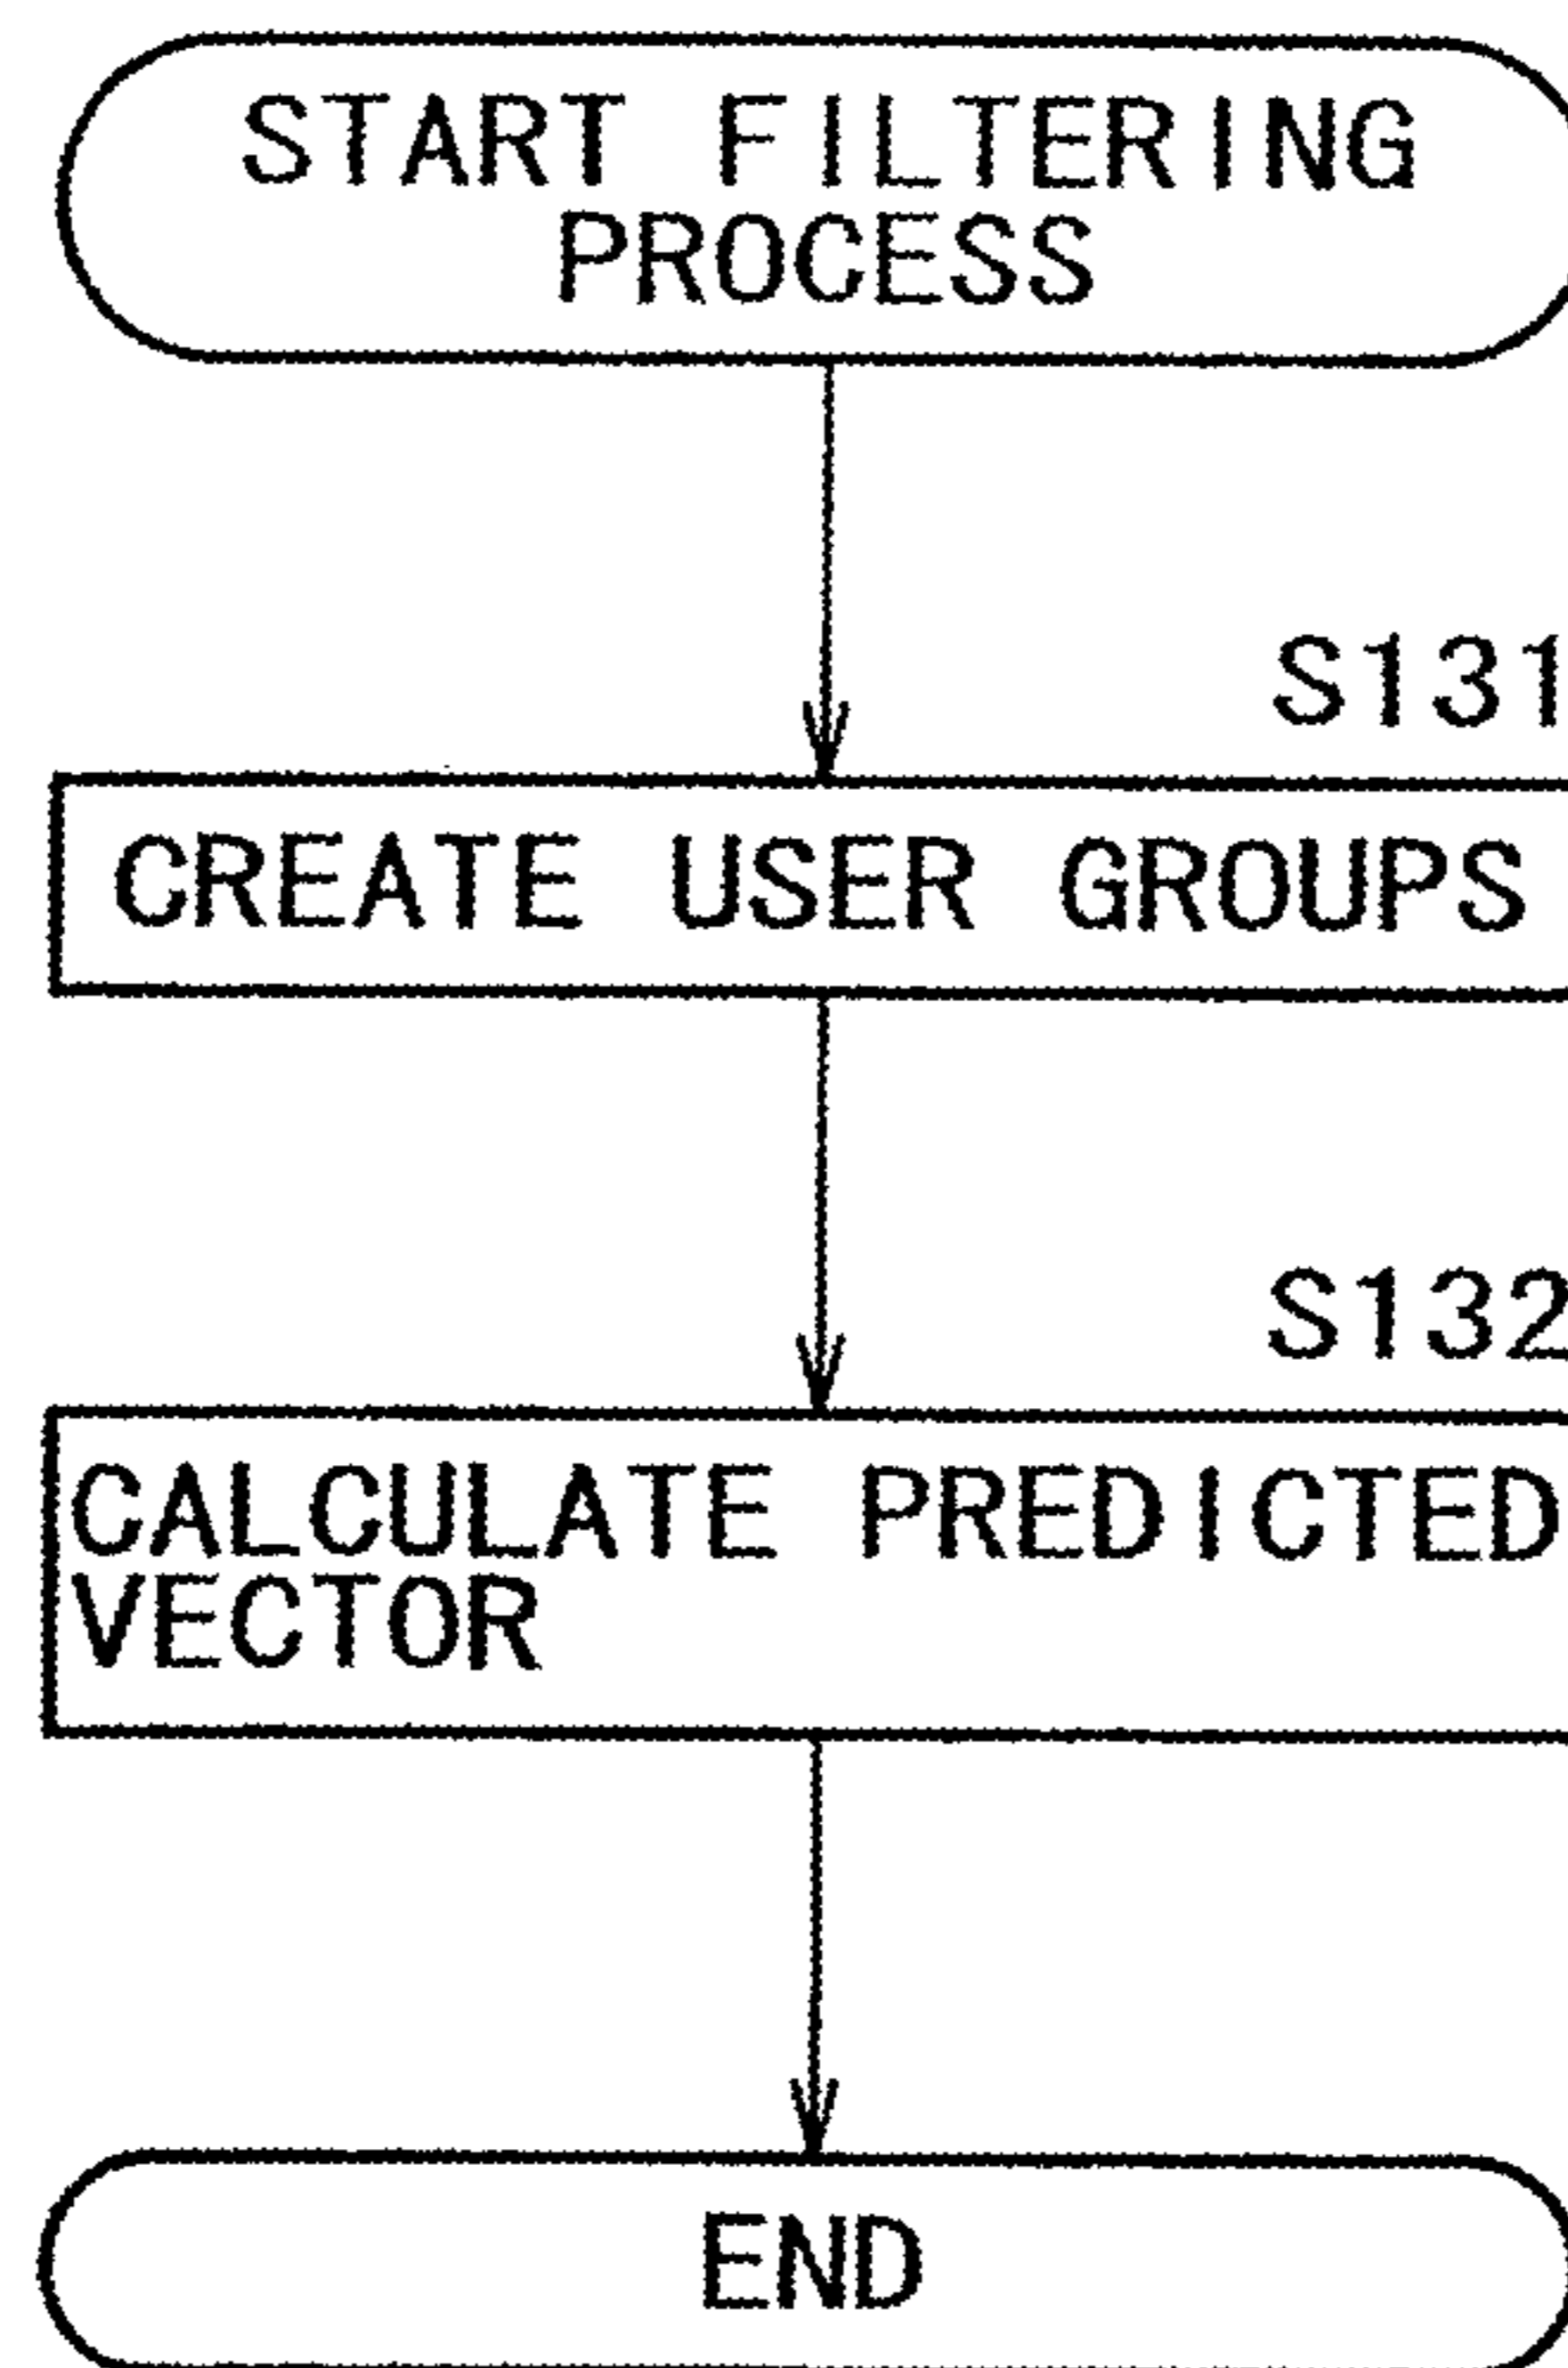 START FILTERING
PROCESS
S131
CREATE USER GROUPS
S132
CALCULATE PREDICTED
VECTOR
END